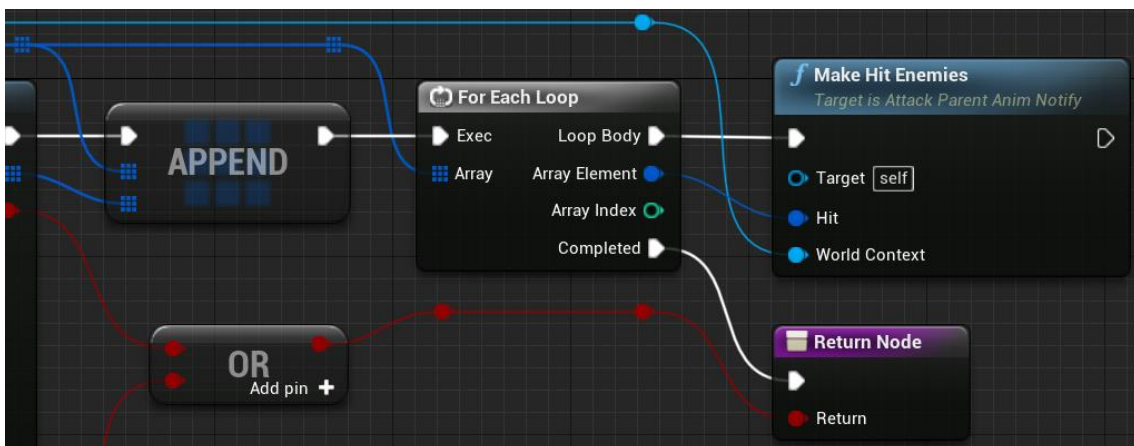 APPEND
For Each Loop
Exec
Loop Body
Array
Array Element
Array Index
Completed
Make Hit Enemies
Target is Attack Parent Anim Notify
Target self
Hit
World Context
OR
Add pin
Return Node
Return